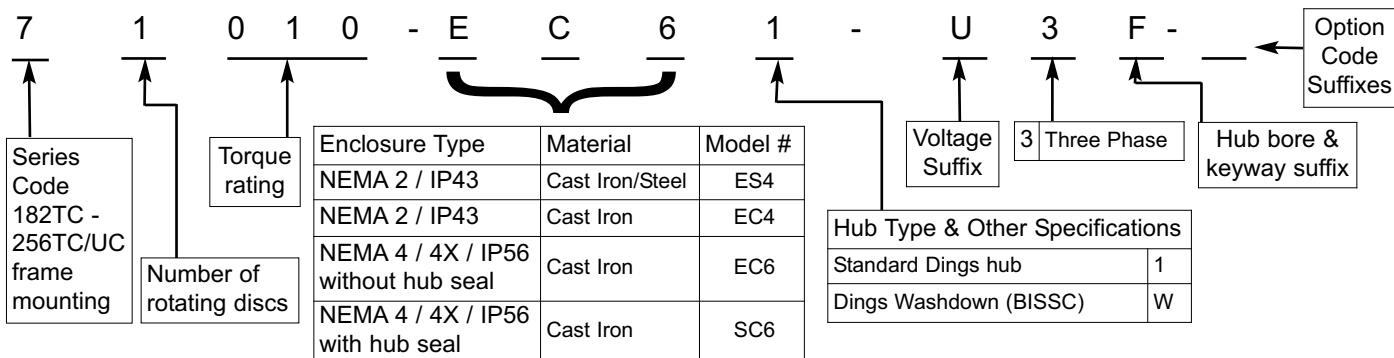 7 1 0 1 0 - E C 6 1 - U 3 F -
Option
Code
Suffixes
Series
Code
182TC -
256TC/UC
frame
mounting
Number of
rotating discs
Torque
rating
Enclosure Type Material Model #
NEMA 2 / IP43 Cast Iron/Steel ES4
NEMA 2 / IP43 Cast Iron EC4
NEMA 4 / 4X / IP56
without hub seal Cast Iron EC6
NEMA 4 / 4X / IP56
with hub seal Cast Iron SC6
Voltage
Suffix
3 Three Phase
Hub bore &
keyway suffix
Hub Type & Other Specifications
Standard Dings hub 1
Dings Washdown (BISSC) W